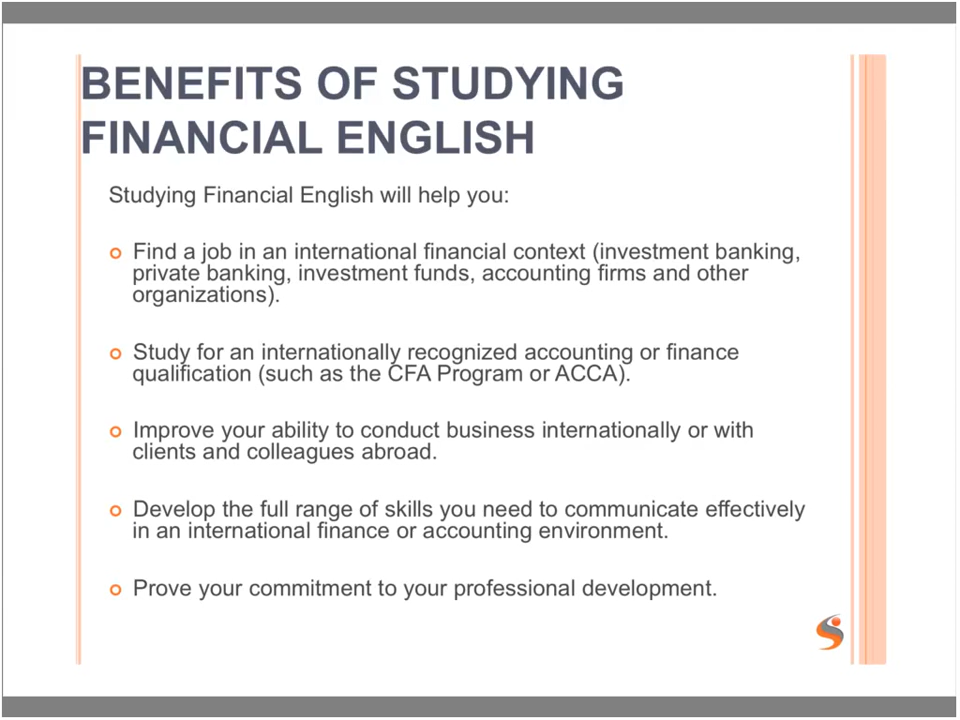 BENEFITS OF STUDYING
FINANCIAL ENGLISH
Studying Financial English will help you:
Find a job in an international financial context (investment banking,
private banking, investment funds, accounting firms and other
organizations).
Study for an internationally recognized accounting or finance
qualification (such as the CFA Program or ACCA).
Improve your ability to conduct business internationally or with
clients and colleagues abroad.
Develop the full range of skills you need to communicate effectively
in an international finance or accounting environment.
Prove your commitment to your professional development.